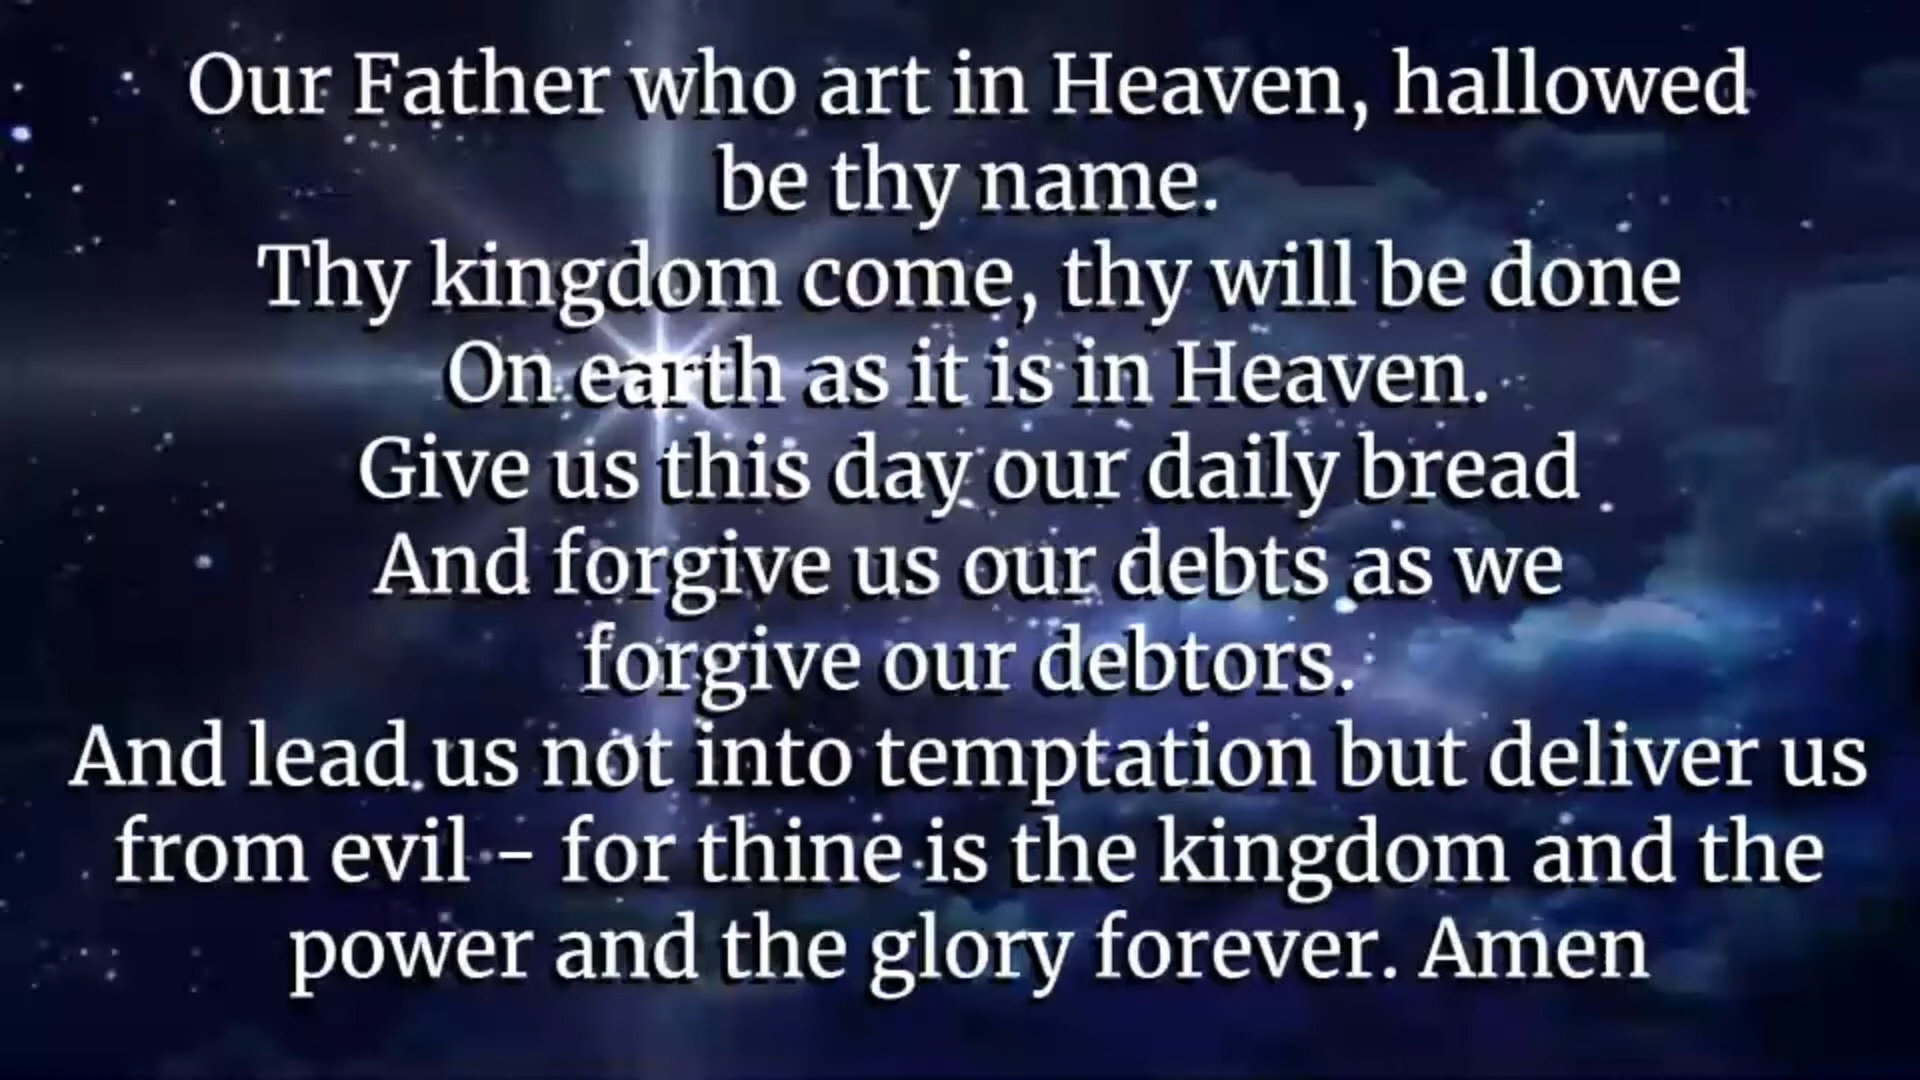 Our Father who art in Heaven, hallowed
be thy name.
Thy kingdom come, thy will be done
On earth as it is in Heaven.
Give us this day our daily bread
And forgive us our debts as we
forgive our debtors.
And lead us not into temptation but deliver us
from evil – for thine is the kingdom and the
power and the glory forever. Amen